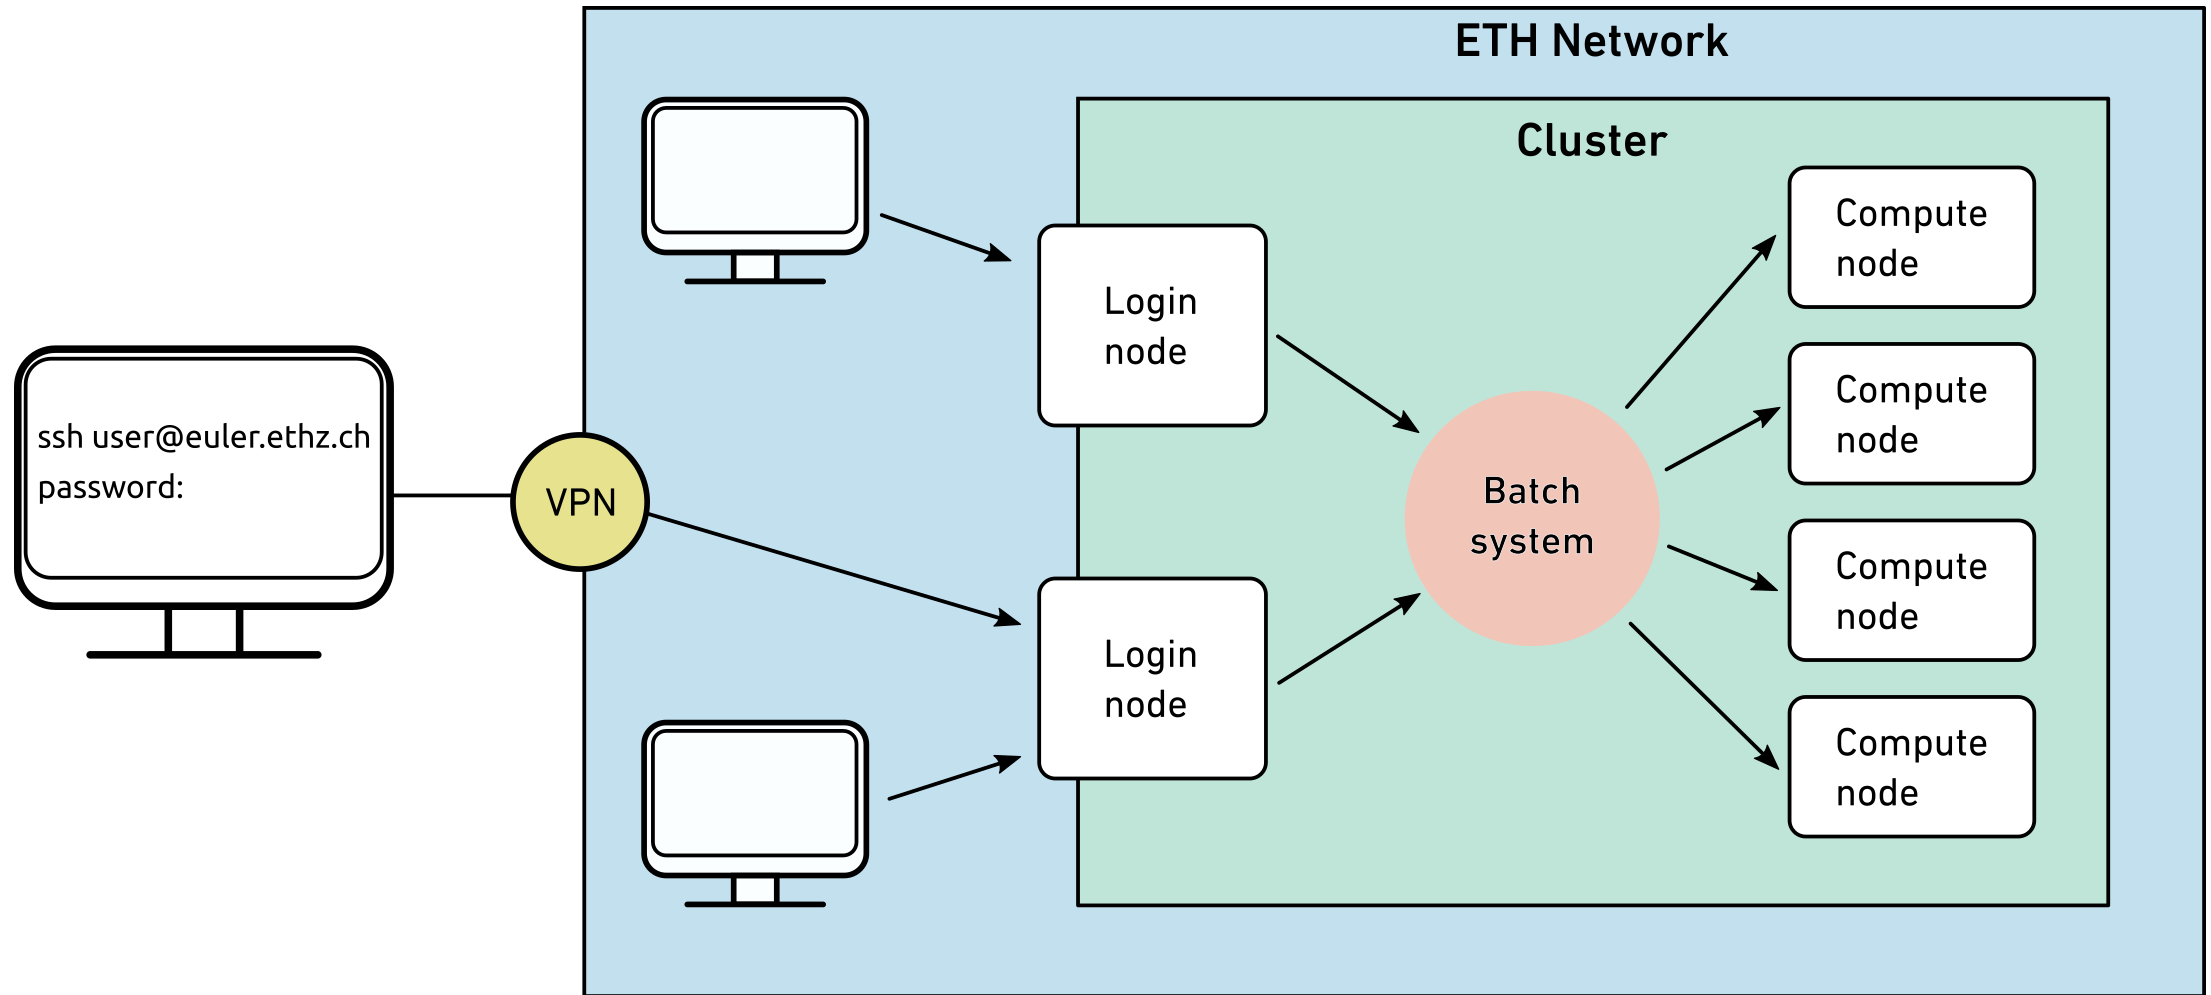 ETH Network
Cluster
ssh user@euler.ethz.ch
password:
VPN
Login
node
Login
node
Batch
system
Compute
node
Compute
node
Compute
node
Compute
node